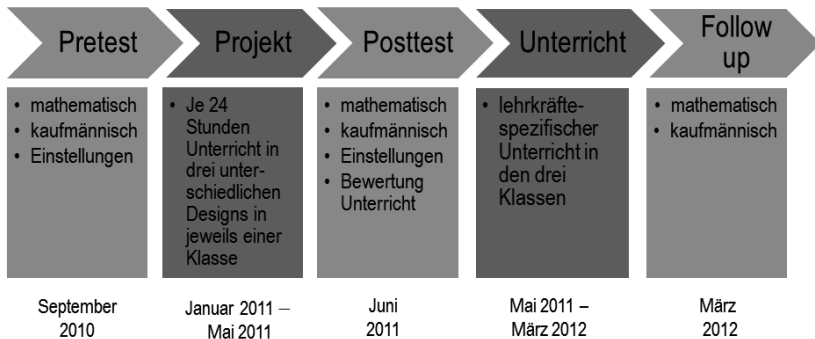 Pretest
Projekt
Posttest
Unterricht
Follow
up
• mathematisch
• kaufmännisch
• Einstellungen
• Je 24
Stunden
Unterricht in
drei unter-
schiedlichen
Designs in
jeweils einer
Klasse
• mathematisch
• kaufmännisch
• Einstellungen
• Bewertung
Unterricht
• lehrkräfte-
spezifischer
Unterricht in
den drei
Klassen
• mathematisch
• kaufmännisch
September
2010
Januar 2011 –
Mai 2011
Juni
2011
Mai 2011 –
März 2012
März
2012